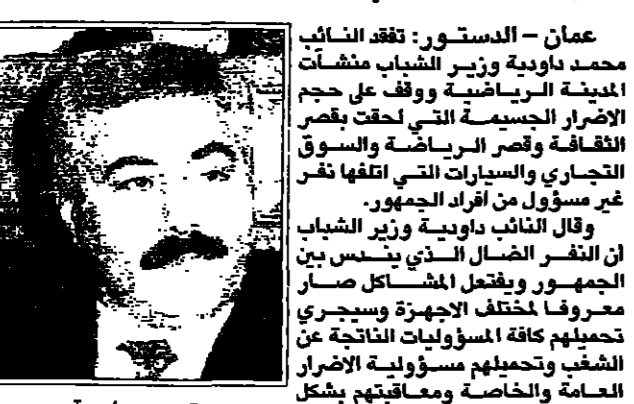 عمان – الدستور: تفقد النائب
محمد داودية وزير الشباب منشآت
المدينة الرياضية ووقف على حجم
الاضرار الجسيمة التي لحقت بقصر
الثقافة وقصر الرياضة والسوق
التجاري والسيارات التي اتلفها نفر
غير مسؤول من افراد الجمهور.
وقال النائب داودية وزير الشباب
أن النفر الضال الذي يندس بين
الجمهور ويفتعل المشاكل صار
معروفا لمختلف الاجهزة وسيجري
تحميلهم كافة المسؤوليات الناتجة عن
الشغب وتحميلهم مسؤولية الاضرار
العامة والخاصة ومعاقبتهم بشكل